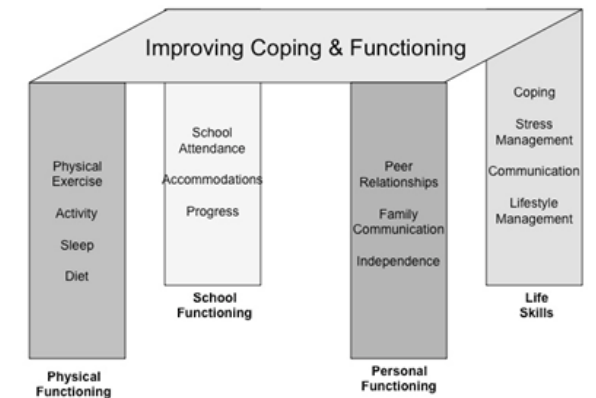 Improving Coping & Functioning
Physical
Exercise
Activity
Sleep
Diet
Physical
Functioning
School
Attendance
Accommodations
Progress
School
Functioning
Peer
Relationships
Family
Communication
Independence
Personal
Functioning
Coping
Stress
Management
Communication
Lifestyle
Management
Life
Skills